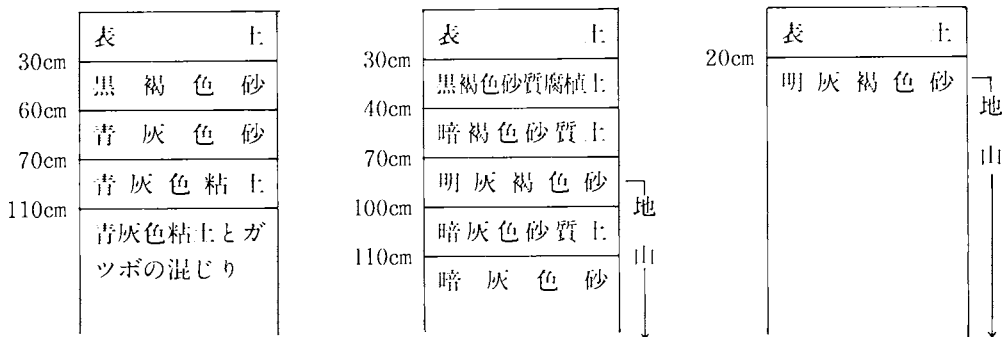 表土
30cm
黒褐色砂
60cm
青灰色砂
70cm
青灰色粘土
110cm
青灰色粘土とガ
ツボの混じり
表土
30cm
黒褐色砂質腐植土
40cm
暗褐色砂質土
70cm
明灰褐色砂
100cm
暗灰色砂質土
110cm
暗灰色砂
地山
表土
20cm
明灰褐色砂
地山